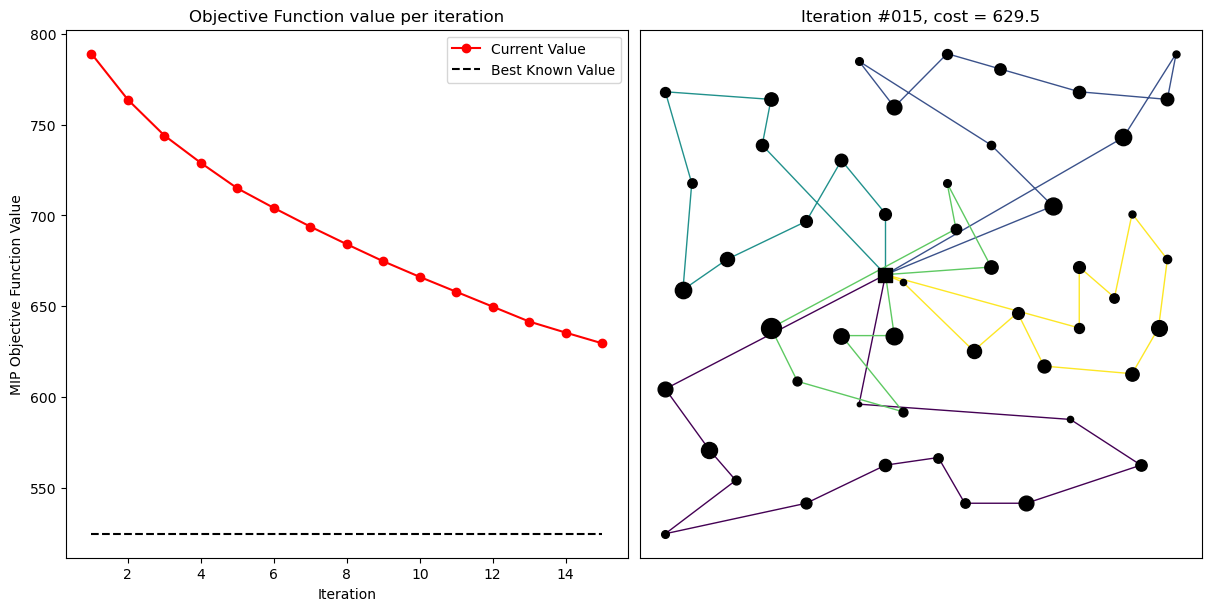 Objective Function value per iteration
800
750
700
650
600
550
MIP Objective Function Value
2
4
6
8
10
12
14
Iteration
Current Value
Best Known Value
Iteration #015, cost = 629.5